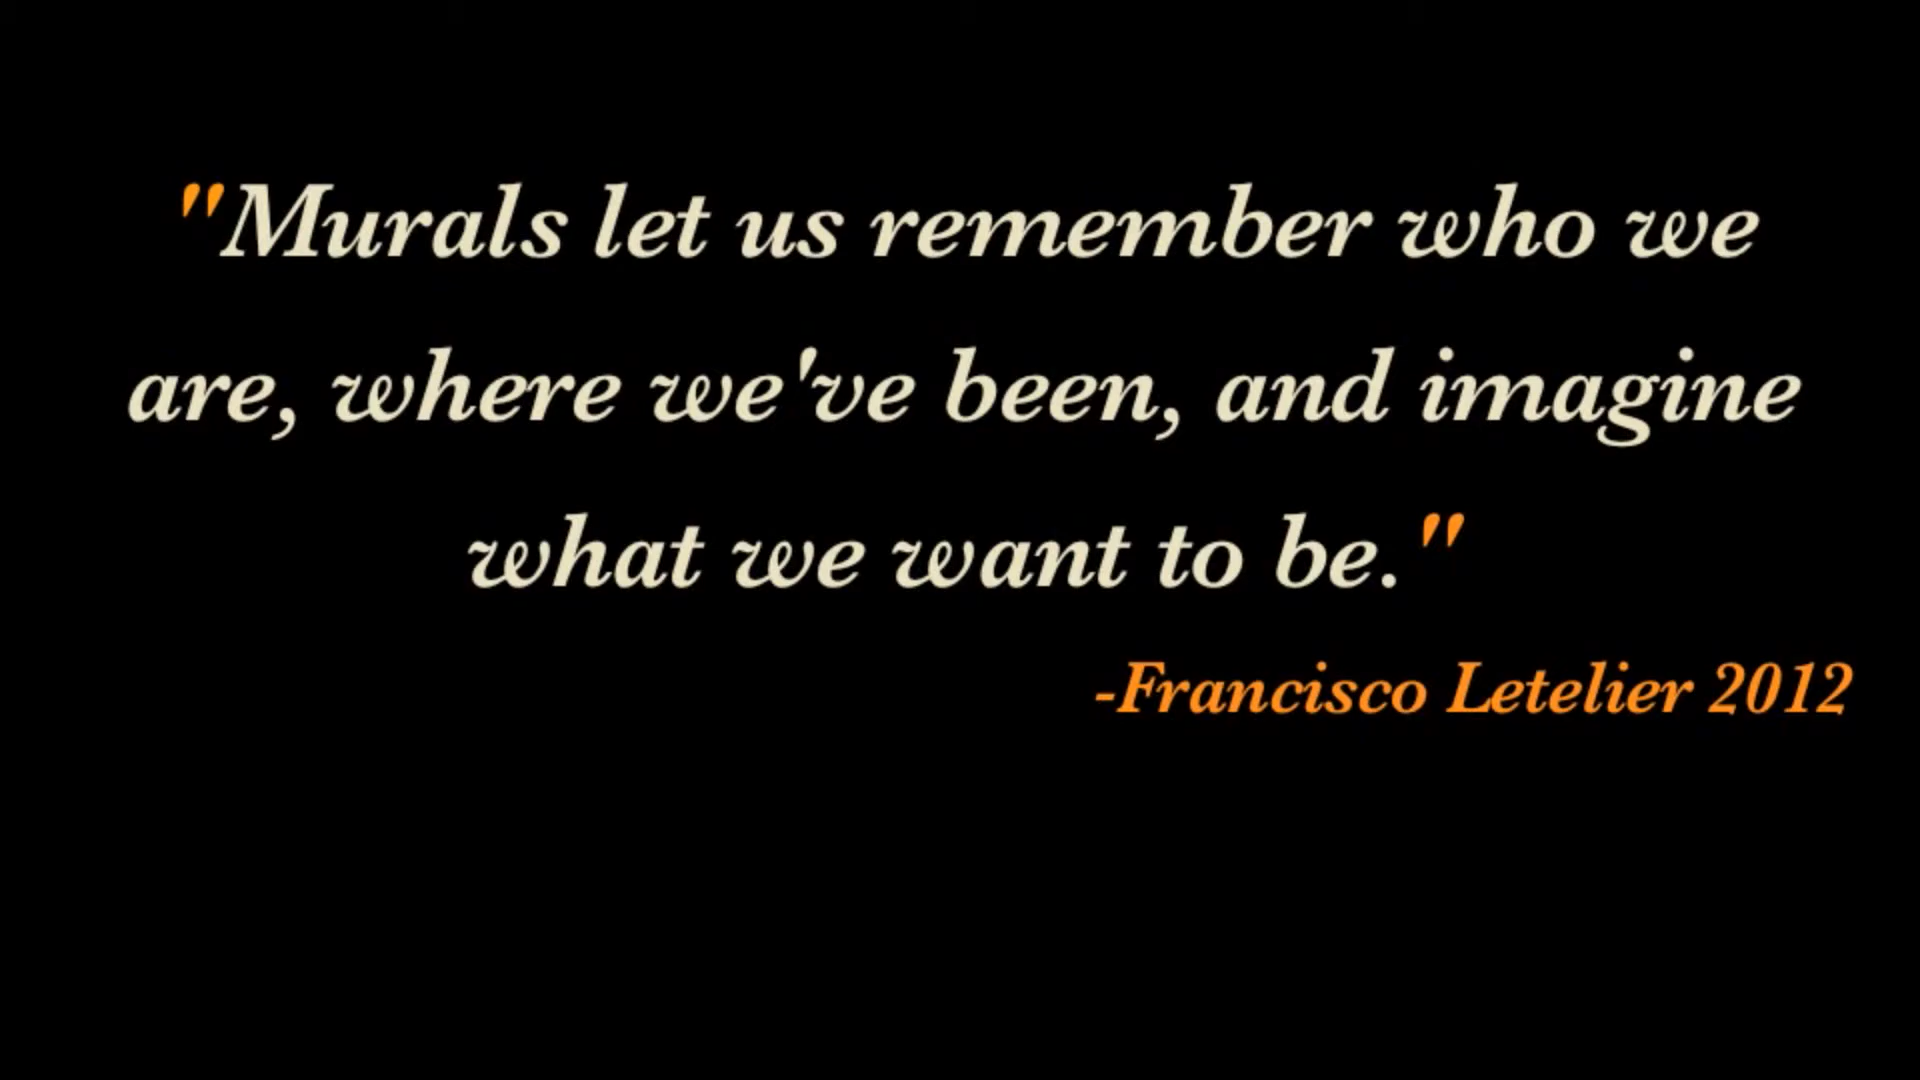 "Murals let us remember who we
are, where we've been, and imagine
what we want to be."
-Francisco Letelier 2012